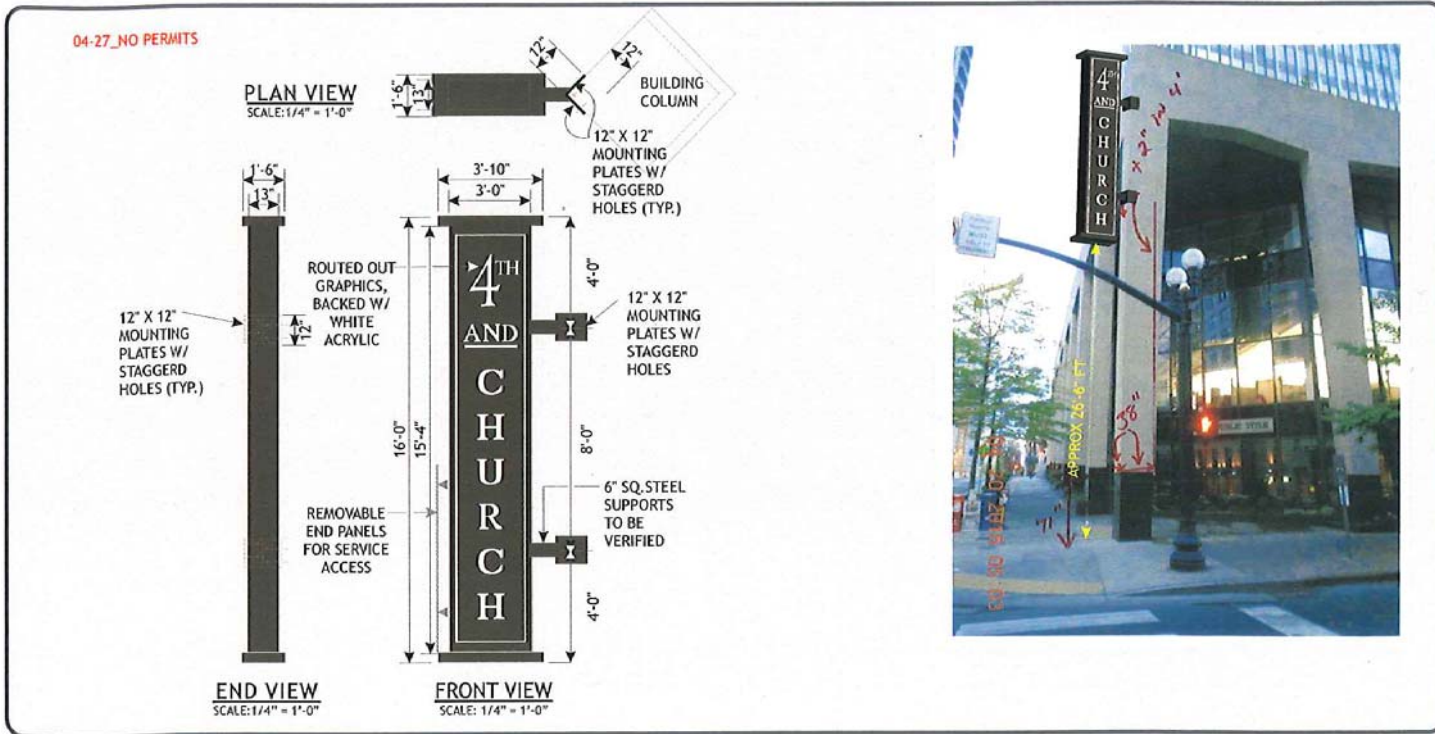 04-27_NO PERMITS
PLAN VIEW
SCALE:1/4" = 1'-0"
1'-6"
13"
12"
12"
BUILDING
COLUMN
12" X 12"
MOUNTING
PLATES W/
STAGGERD
HOLES (TYP.)
1'-6"
13"
12" X 12"
MOUNTING
PLATES W/
STAGGERD
HOLES (TYP.)
12"
END VIEW
SCALE:1/4" = 1'-0"
3'-10"
3'-0"
ROUTED OUT
GRAPHICS,
BACKED W/
WHITE
ACRYLIC
16'-0"
15'-4"
REMOVABLE
END PANELS
FOR SERVICE
ACCESS
4TH
AND
C
H
U
R
C
H
4'-0"
8'-0"
4'-0"
12" X 12"
MOUNTING
PLATES W/
STAGGERD
HOLES
6" SQ.STEEL
SUPPORTS
TO BE
VERIFIED
FRONT VIEW
SCALE: 1/4" = 1'-0"
4TH
AND
C
H
U
R
C
H
x 2" in 4'
APPROX 26'-6" FT
38"
71"